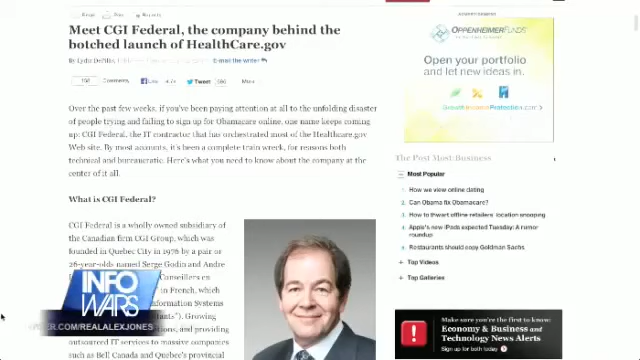 ADVERTISEMENT
Meet CGI Federal, the company behind the
botched launch of HealthCare.gov
By Lydia DePillis,
E-mail the writer
Comments
Tweet
More
Over the past few weeks, if you've been paying attention at all to the unfolding disaster
of people trying and failing to sign up for Obamacare online, one name keeps coming
up: CGI Federal, the IT contractor that has orchestrated most of the Healthcare.gov
Web site. By most accounts, it's been a complete train wreck, for reasons both
technical and bureaucratic. Here's what you need to know about the company at the
center of it all.
What is CGI Federal?
CGI Federal is a wholly owned subsidiary of
the Canadian firm CGI Group, which was
founded in Quebec City in 1976 by a pair of
26-year-olds named Serge Godin and Andre
Conseillers en
in French, which
Information Systems
Growing
and providing
outsourced IT services to massive companies
such as Bell Canada and Quebec's provincial
INFO
WARS
.COM/REALALEXJONES
OPPENHEIMERFUNDS
Open your portfolio
and let new ideas in.
The Post Most: Business
Most Popular
1. How we view online dating
2. Can Obama fix Obamacare?
3. How to thwart offline retailers' location snooping
4. Apple's new iPads expected Tuesday: A rumor
roundup
5. Restaurants should copy Goldman Sachs
Top Videos
Top Galleries
Make sure you're the first to know!
Economy & Business and
Technology News Alerts
Sign up for both today